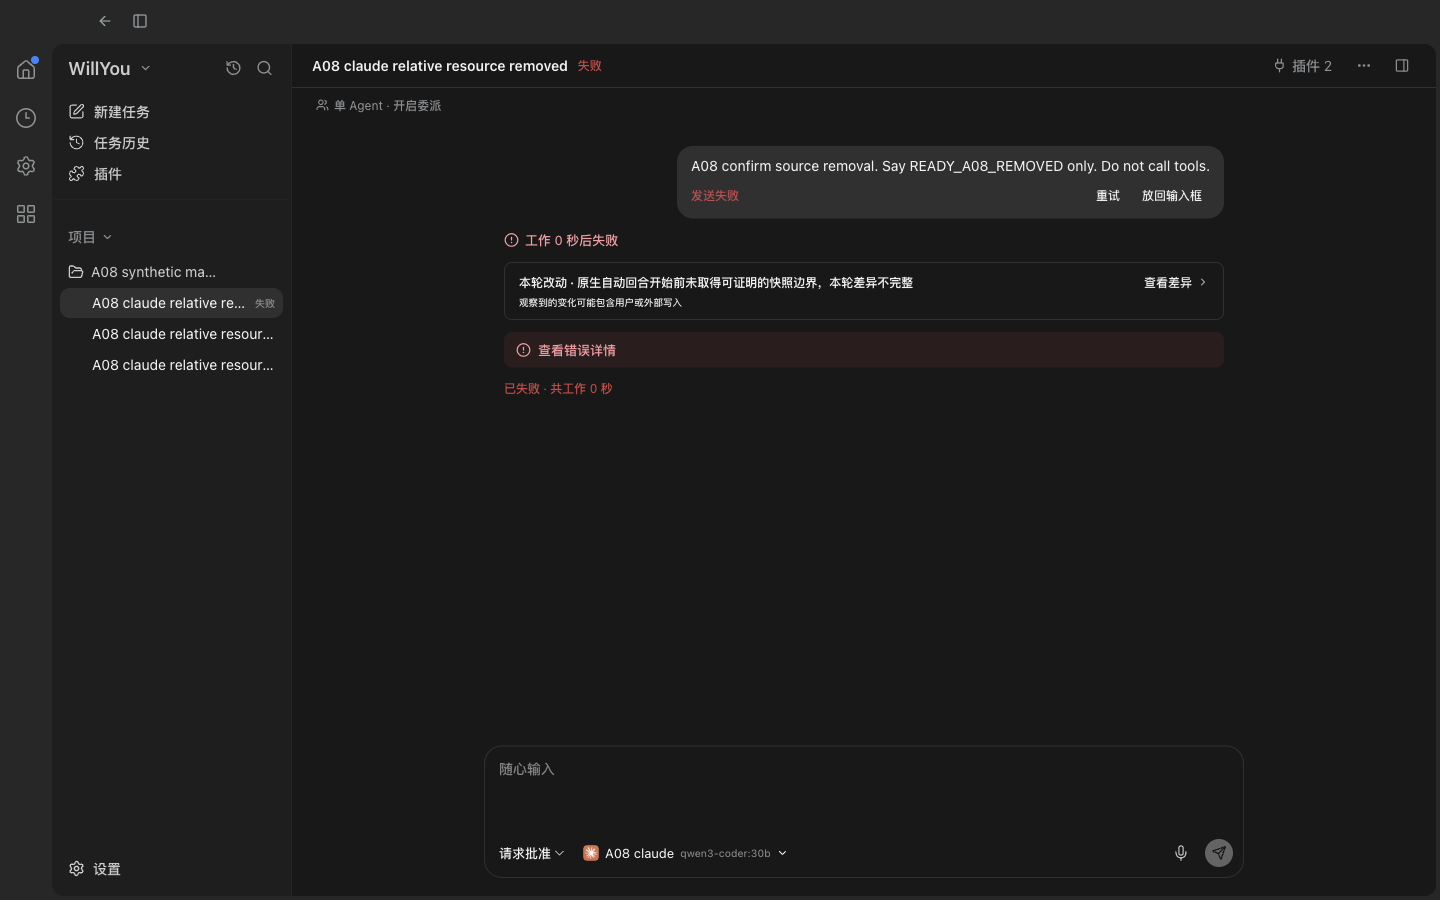 WillYou
新建任务
任务历史
插件
项目
A08 synthetic ma...
A08 claude relative re... 失败
A08 claude relative resour...
A08 claude relative resour...
设置
A08 claude relative resource removed 失败
插件 2
单 Agent · 开启委派
A08 confirm source removal. Say READY_A08_REMOVED only. Do not call tools.
发送失败 重试 放回输入框
工作 0 秒后失败
本轮改动 · 原生自动回合开始前未取得可证明的快照边界，本轮差异不完整 查看差异
观察到的变化可能包含用户或外部写入
查看错误详情
已失败 · 共工作 0 秒
随心输入
请求批准 A08 claude qwen3-coder:30b